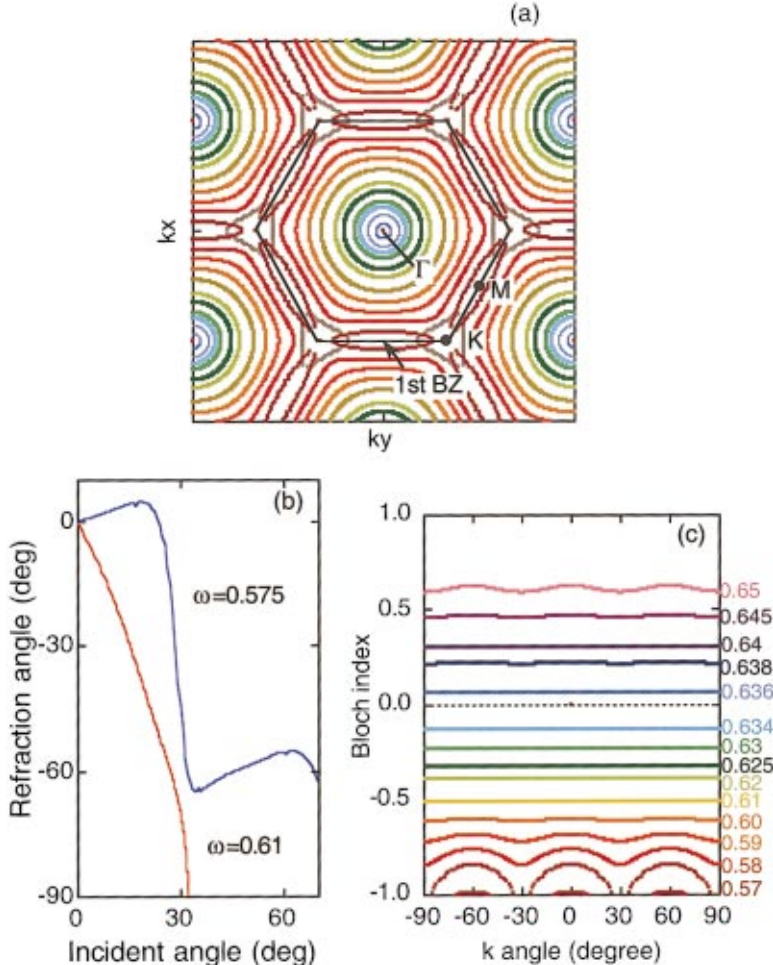 (a)
kx
Γ
M
K
1st BZ
ky
(b)
0
-30
-60
-90
Refraction angle (deg)
ω=0.575
ω=0.61
0
30
60
Incident angle (deg)
(c)
1.0
0.5
0.0
-0.5
-1.0
Bloch index
0.65
0.645
0.64
0.638
0.636
0.634
0.63
0.625
0.62
0.61
0.60
0.59
0.58
0.57
-90 -60 -30 0 30 60 90
k angle (degree)